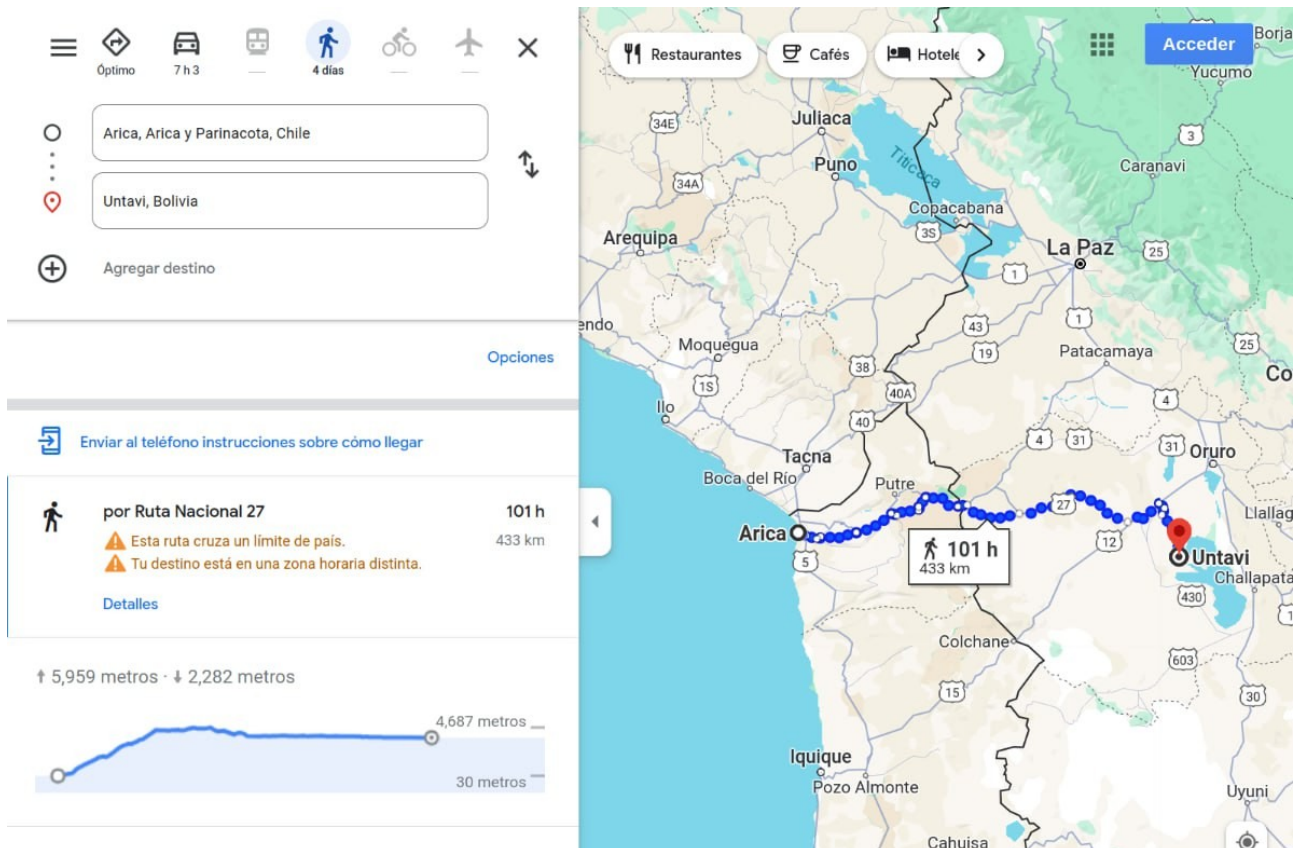 Óptimo
7 h 3
4 días
Arica, Arica y Parinacota, Chile
Untavi, Bolivia
Agregar destino
Opciones
Enviar al teléfono instrucciones sobre cómo llegar
por Ruta Nacional 27
101 h
Esta ruta cruza un límite de país.
433 km
Tu destino está en una zona horaria distinta.
Detalles
5,959 metros · 2,282 metros
4,687 metros
30 metros
Restaurantes
Cafés
Hotele
Acceder
Borja
Yucumo
34E
Juliaca
3
Titicaca
Puno
Caranavi
34A
Copacabana
Arequipa
3S
La Paz
25
1
endo
43
1
Moquegua
19
Patacamaya
25
38
1S
Co
40A
Ilo
4
40
4
31
31
Oruro
Tacna
Boca del Río
Putre
27
Llallag
Arica
12
101 h
433 km
Untavi
5
Challapata
430
1
Colchane
603
15
30
Iquique
Pozo Almonte
Uyuni
Cahuisa